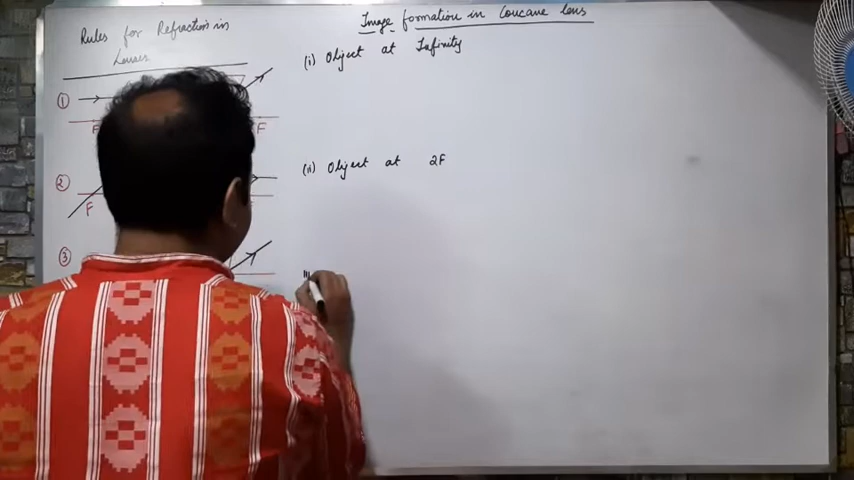 Rules for Refraction in
Lenses
①
F
②
F
③
Image formation in Concave Lens
(i) Object at Infinity
(ii) Object at 2F